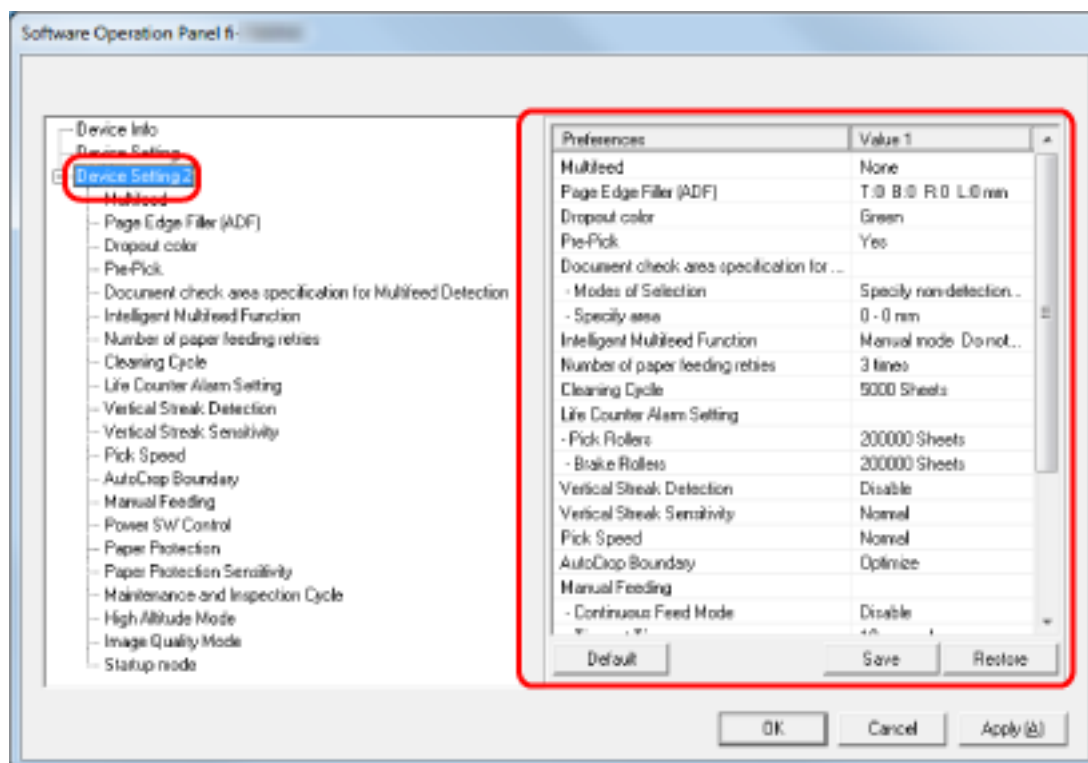 Software Operation Panel fi-
Device Info
Device Setting
Device Setting 2
Multifeed
Page Edge Filler (ADF)
Dropout color
Pre-Pick
Document check area specification for Multifeed Detection
Intelligent Multifeed Function
Number of paper feeding retries
Cleaning Cycle
Life Counter Alarm Setting
Vertical Streak Detection
Vertical Streak Sensitivity
Pick Speed
AutoCrop Boundary
Manual Feeding
Power SW Control
Paper Protection
Paper Protection Sensitivity
Maintenance and Inspection Cycle
High Altitude Mode
Image Quality Mode
Startup mode
Preferences Value 1
Multifeed None
Page Edge Filler (ADF) T:0 B:0 R:0 L:0 mm
Dropout color Green
Pre-Pick Yes
Document check area specification for ...
- Modes of Selection Specify non-detection...
- Specify area 0 - 0 mm
Intelligent Multifeed Function Manual mode Do not...
Number of paper feeding retries 3 times
Cleaning Cycle 5000 Sheets
Life Counter Alarm Setting
- Pick Rollers 200000 Sheets
- Brake Rollers 200000 Sheets
Vertical Streak Detection Disable
Vertical Streak Sensitivity Normal
Pick Speed Normal
AutoCrop Boundary Optimize
Manual Feeding
- Continuous Feed Mode Disable
Default Save Restore
OK Cancel Apply (A)